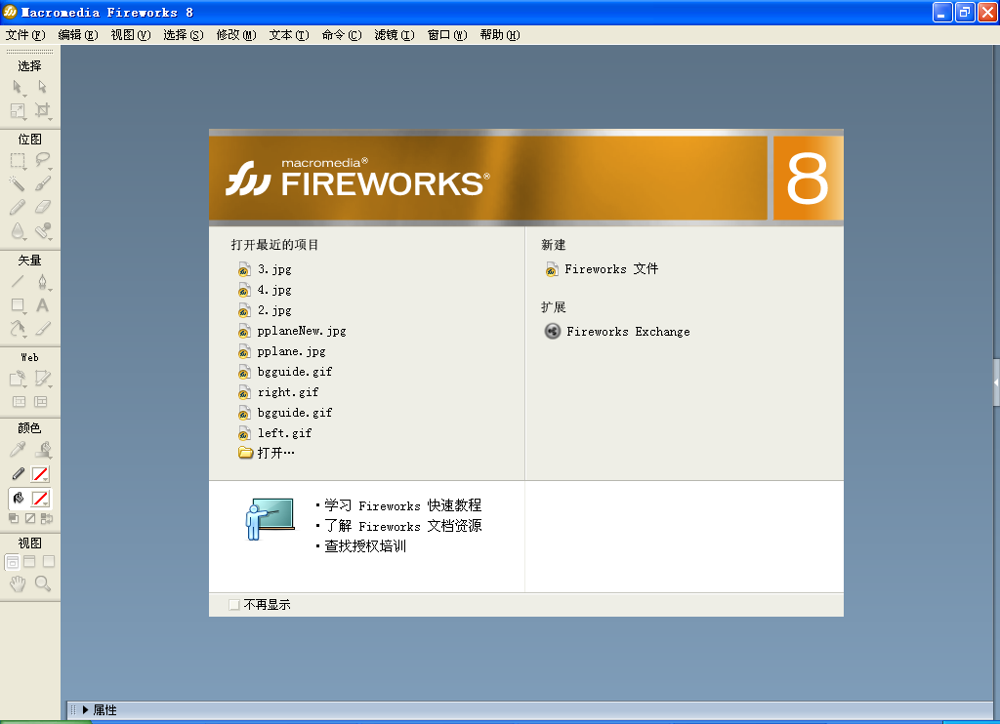 Macromedia Fireworks 8
文件(F) 编辑(E) 视图(V) 选择(S) 修改(M) 文本(T) 命令(C) 滤镜(I) 窗口(W) 帮助(H)
选择
位图
矢量
A
Web
颜色
视图
macromedia®
FIREWORKS®
8
打开最近的项目
3.jpg
4.jpg
2.jpg
pplaneNew.jpg
pplane.jpg
bgguide.gif
right.gif
bgguide.gif
left.gif
打开…
新建
Fireworks 文件
扩展
Fireworks Exchange
·学习 Fireworks 快速教程
·了解 Fireworks 文档资源
·查找授权培训
不再显示
属性